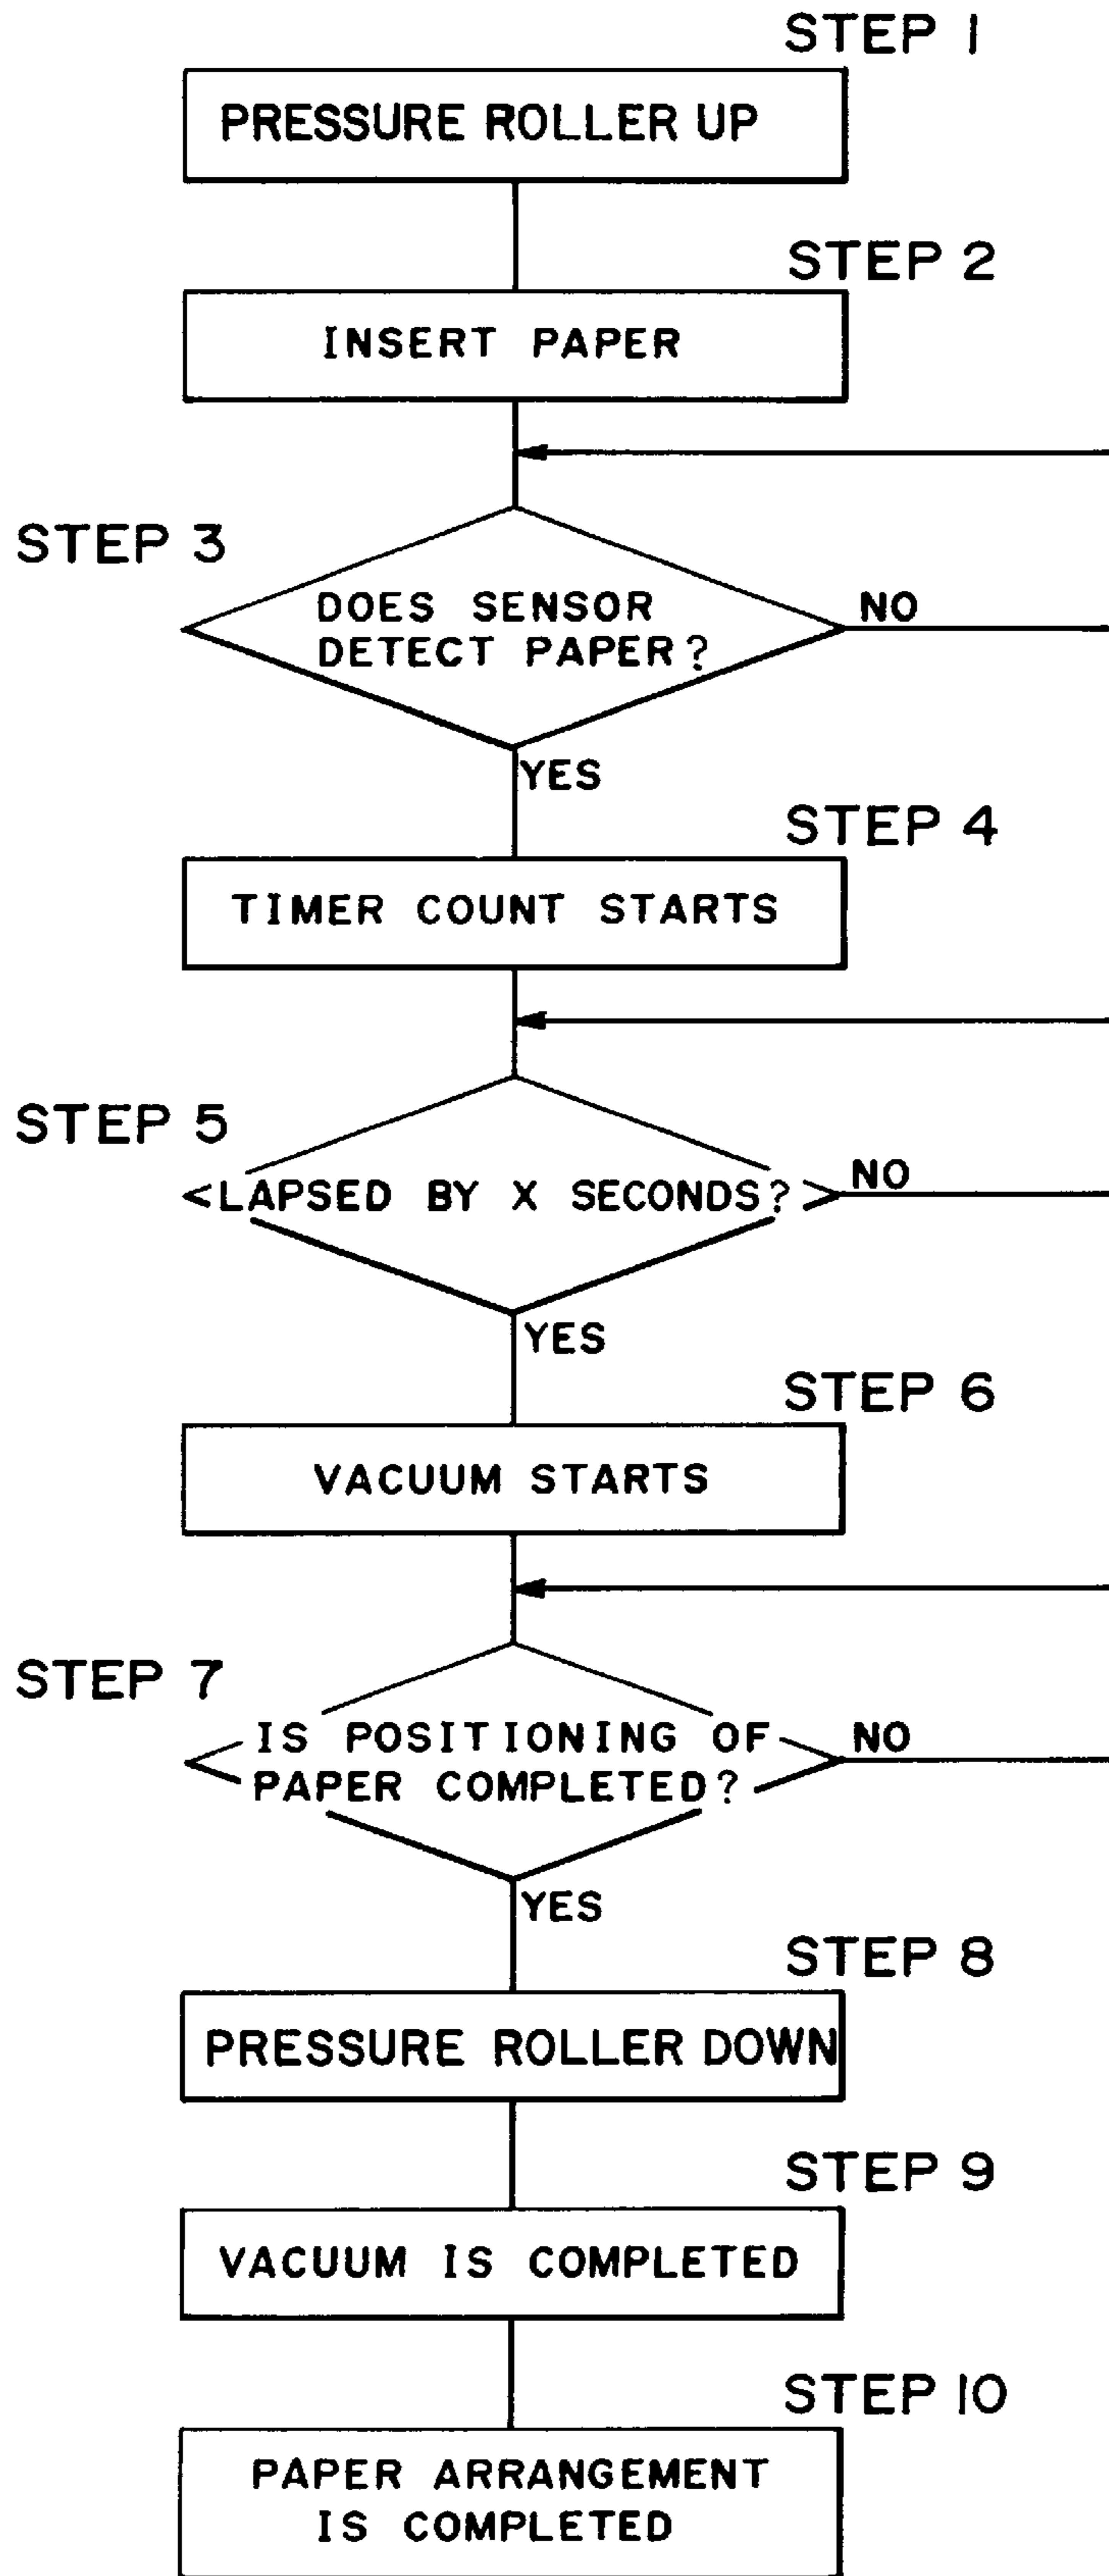 STEP 1
PRESSURE ROLLER UP
STEP 2
INSERT PAPER
STEP 3
DOES SENSOR
DETECT PAPER?
NO
YES
STEP 4
TIMER COUNT STARTS
STEP 5
LAPSED BY X SECONDS?
NO
YES
STEP 6
VACUUM STARTS
STEP 7
IS POSITIONING OF
PAPER COMPLETED?
NO
YES
STEP 8
PRESSURE ROLLER DOWN
STEP 9
VACUUM IS COMPLETED
STEP 10
PAPER ARRANGEMENT
IS COMPLETED